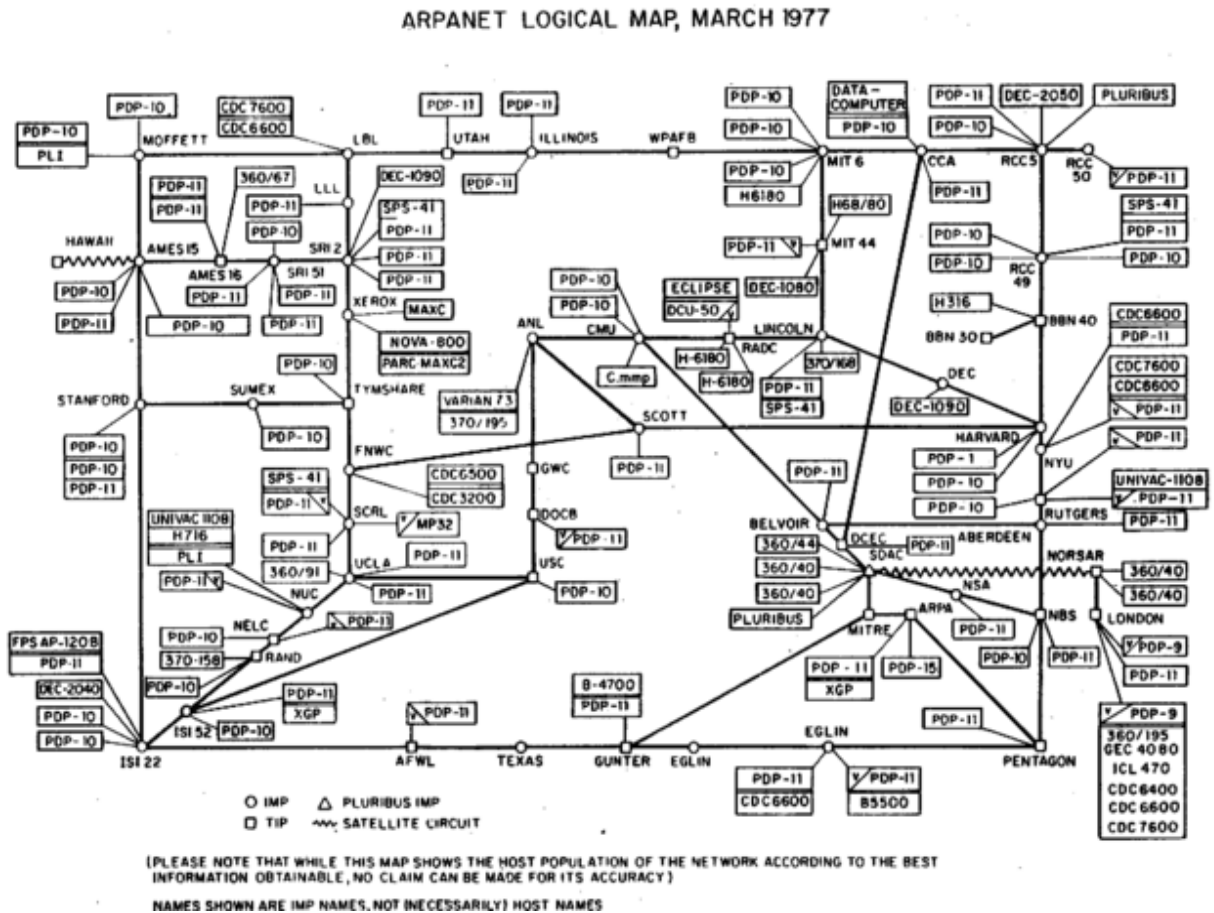 ARPANET LOGICAL MAP, MARCH 1977
PDP-10
CDC7600
CDC6600
PDP-11
PDP-11
PDP-10
DATA-
COMPUTER
PDP-10
PDP-11
DEC-2050
PLURIBUS
PDP-10
PLI
MOFFETT
LBL
UTAH
ILLINOIS
WPAFB
PDP-10
PDP-10
MIT 6
CCA
RCC 5
RCC
50
PDP-11
PDP-10
H6180
PDP-11
PDP-11
LLL
DEC-1090
PDP-11
PDP-11
360/67
PDP-11
SPS-41
PDP-11
H68/80
SPS-41
PDP-11
PDP-10
PDP-10
HAWAII
AMES15
AMES16
SRI 51
SRI 2
PDP-11
PDP-11
PDP-11
MIT 44
PDP-10
PDP-10
RCC
49
PDP-10
PDP-11
PDP-10
PDP-11
PDP-11
PDP-11
PDP-10
PDP-10
ECLIPSE
DCU-50
DEC-1080
H316
BBN 40
BBN 30
XEROX
MAXC
NOVA-800
PARC-MAXC2
ANL
CMU
RADC
LINCOLN
C.mmp
H-6180
H-6180
370/168
PDP-11
SPS-41
CDC6600
PDP-11
CDC7600
CDC6600
PDP-11
PDP-10
STANFORD
SUMEX
TYMSHARE
VARIAN 73
370/195
DEC
DEC-1090
PDP-10
PDP-10
PDP-10
PDP-11
FNWC
SCOTT
PDP-11
HARVARD
NYU
PDP-11
PDP-1
PDP-10
PDP-10
SPS-41
PDP-11
CDC6500
CDC3200
GWC
PDP-11
UNIVAC-1108
PDP-11
UNIVAC 1108
H716
PLI
PDP-11
SCRL
MP32
DOCB
PDP-11
BELVOIR
ABERDEEN
RUTGERS
PDP-11
PDP-11
360/91
UCLA
PDP-11
USC
360/44
360/40
360/40
PLURIBUS
DCEC
PDP-11
SDAC
NORSAR
360/40
360/40
NUC
PDP-11
PDP-10
NSA
PDP-11
NELC
PDP-10
370-158
PDP-10
PDP-11
RAND
MITRE
ARPA
NBS
LONDON
FPS AP-120B
PDP-11
DEC-2040
PDP-10
PDP-10
PDP-11
XGP
PDP-10
ISI 52
PDP-11
XGP
PDP-15
PDP-10
PDP-11
PDP-9
PDP-11
PDP-11
B-4700
PDP-11
EGLIN
PDP-11
PDP-9
360/195
GEC 4080
ICL 470
CDC6400
CDC 6600
CDC 7600
ISI 22
AFWL
TEXAS
GUNTER
EGLIN
PENTAGON
PDP-11
CDC6600
PDP-11
B5500
IMP
PLURIBUS IMP
TIP
SATELLITE CIRCUIT
(PLEASE NOTE THAT WHILE THIS MAP SHOWS THE HOST POPULATION OF THE NETWORK ACCORDING TO THE BEST
INFORMATION OBTAINABLE, NO CLAIM CAN BE MADE FOR ITS ACCURACY)
NAMES SHOWN ARE IMP NAMES, NOT (NECESSARILY) HOST NAMES